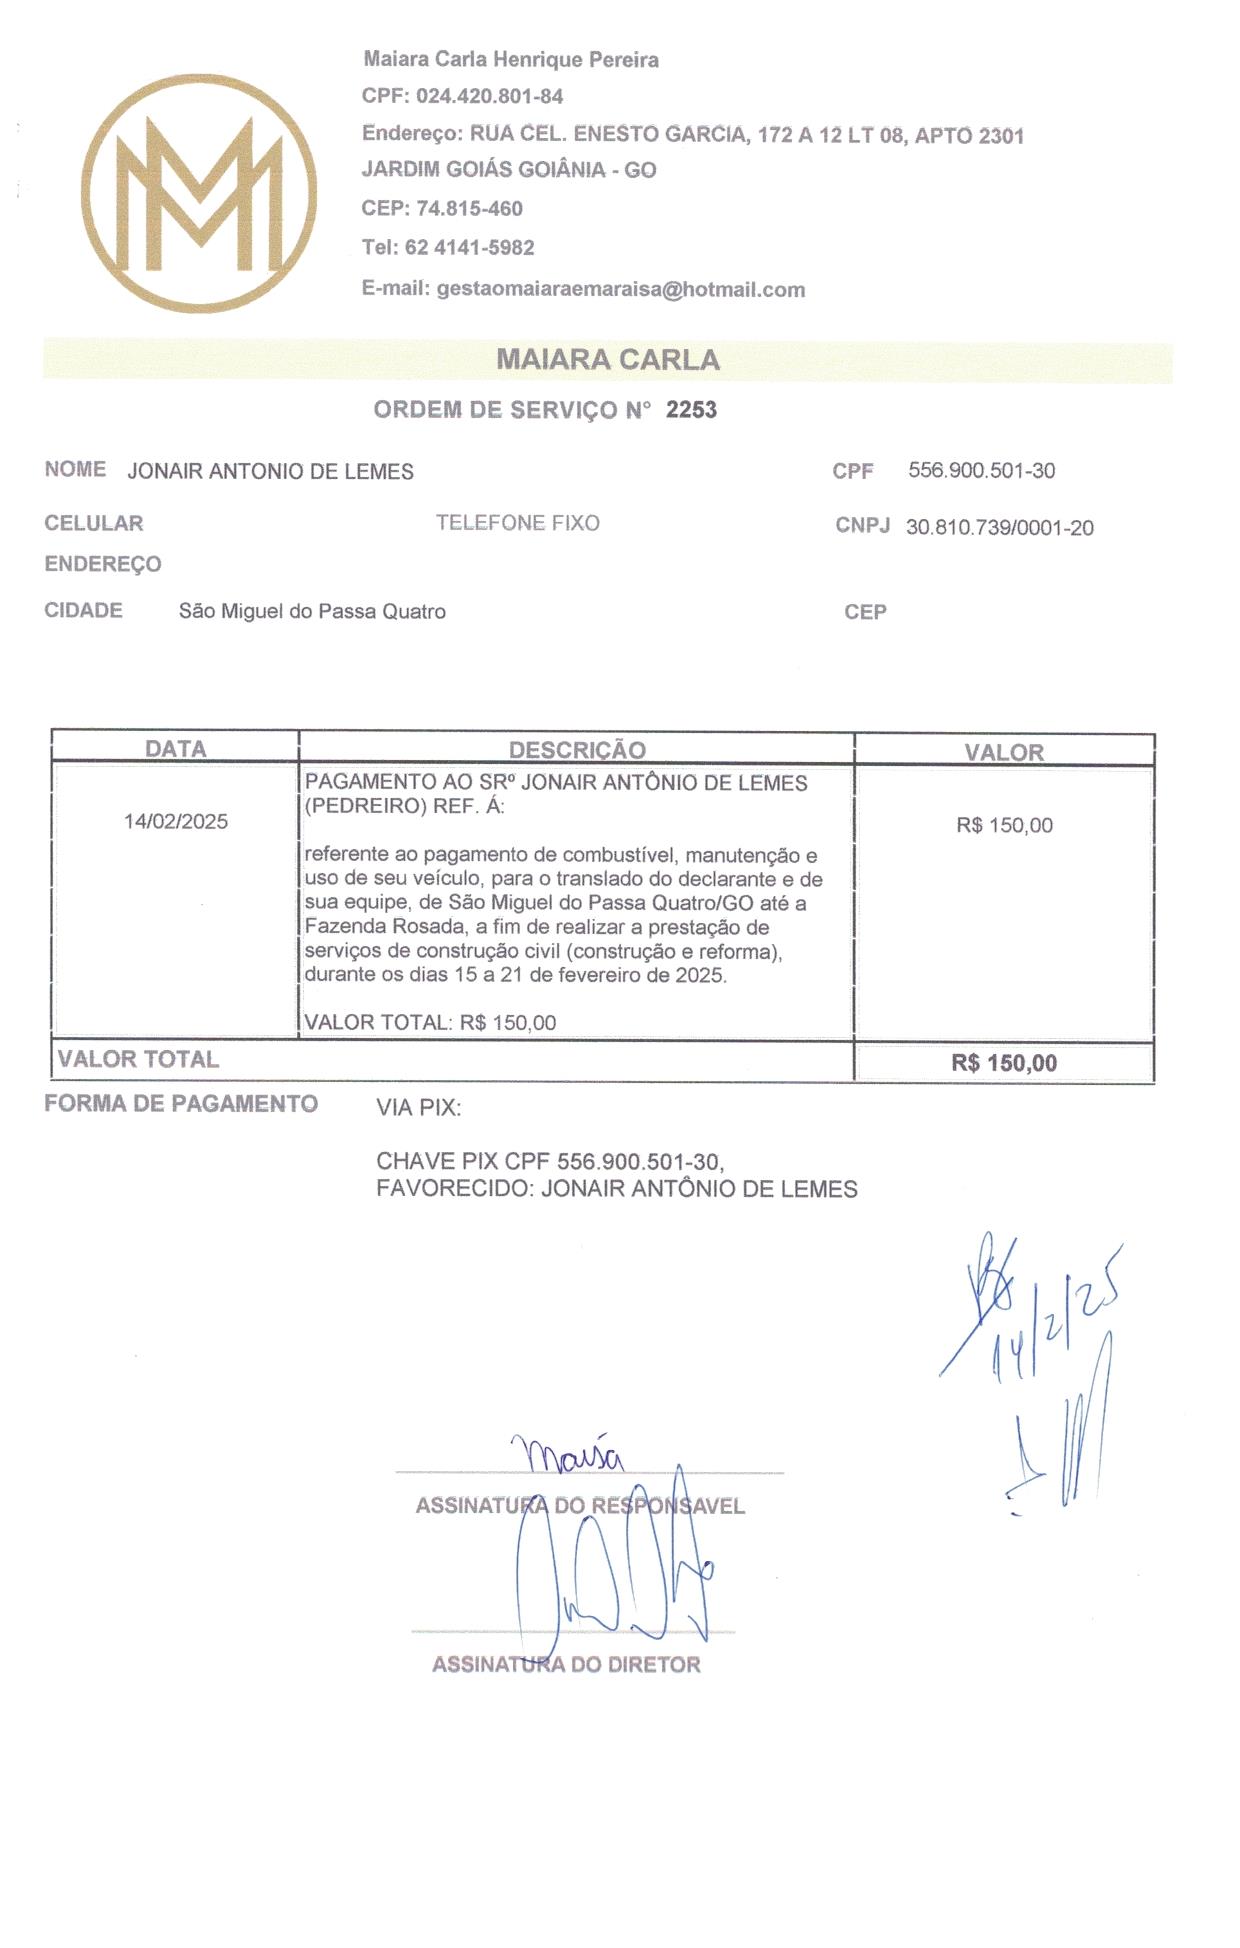 Maiara Carla Henrique Pereira
CPF: 024.420.801-84
Endereço: RUA CEL. ENESTO GARCIA, 172 A 12 LT 08, APTO 2301
JARDIM GOIÁS GOIÂNIA - GO
CEP: 74.815-460
Tel: 62 4141-5982
E-mail: gestaomaiaraemaraisa@hotmail.com
MM
MAIARA CARLA
ORDEM DE SERVIÇO N° 2253
NOME JONAIR ANTONIO DE LEMES CPF 556.900.501-30
CELULAR TELEFONE FIXO CNPJ 30.810.739/0001-20
ENDEREÇO
CIDADE São Miguel do Passa Quatro CEP
DATA DESCRIÇÃO VALOR
PAGAMENTO AO SRº JONAIR ANTÔNIO DE LEMES
(PEDREIRO) REF. Á:
14/02/2025 R$ 150,00
referente ao pagamento de combustível, manutenção e
uso de seu veículo, para o translado do declarante e de
sua equipe, de São Miguel do Passa Quatro/GO até a
Fazenda Rosada, a fim de realizar a prestação de
serviços de construção civil (construção e reforma),
durante os dias 15 a 21 de fevereiro de 2025.
VALOR TOTAL: R$ 150,00
VALOR TOTAL R$ 150,00
FORMA DE PAGAMENTO VIA PIX:
CHAVE PIX CPF 556.900.501-30,
FAVORECIDO: JONAIR ANTÔNIO DE LEMES
14/2/25
Maisa
ASSINATURA DO RESPONSAVEL
ASSINATURA DO DIRETOR